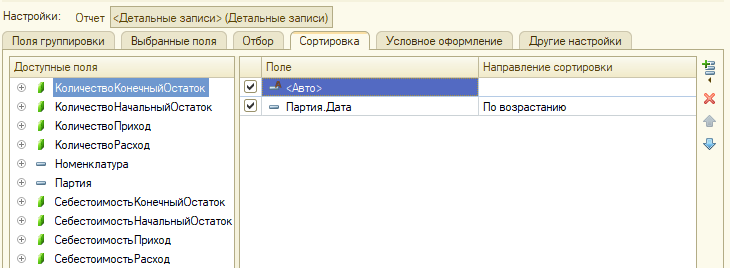 Настройки: Отчет <Детальные записи> (Детальные записи)
Поля группировки Выбранные поля Отбор Сортировка Условное оформление Другие настройки
Доступные поля
КоличествоКонечныйОстаток
КоличествоНачальныйОстаток
КоличествоПриход
КоличествоРасход
Номенклатура
Партия
СебестоимостьКонечныйОстаток
СебестоимостьНачальныйОстаток
СебестоимостьПриход
СебестоимостьРасход
Поле Направление сортировки
<Авто>
Партия.Дата По возрастанию